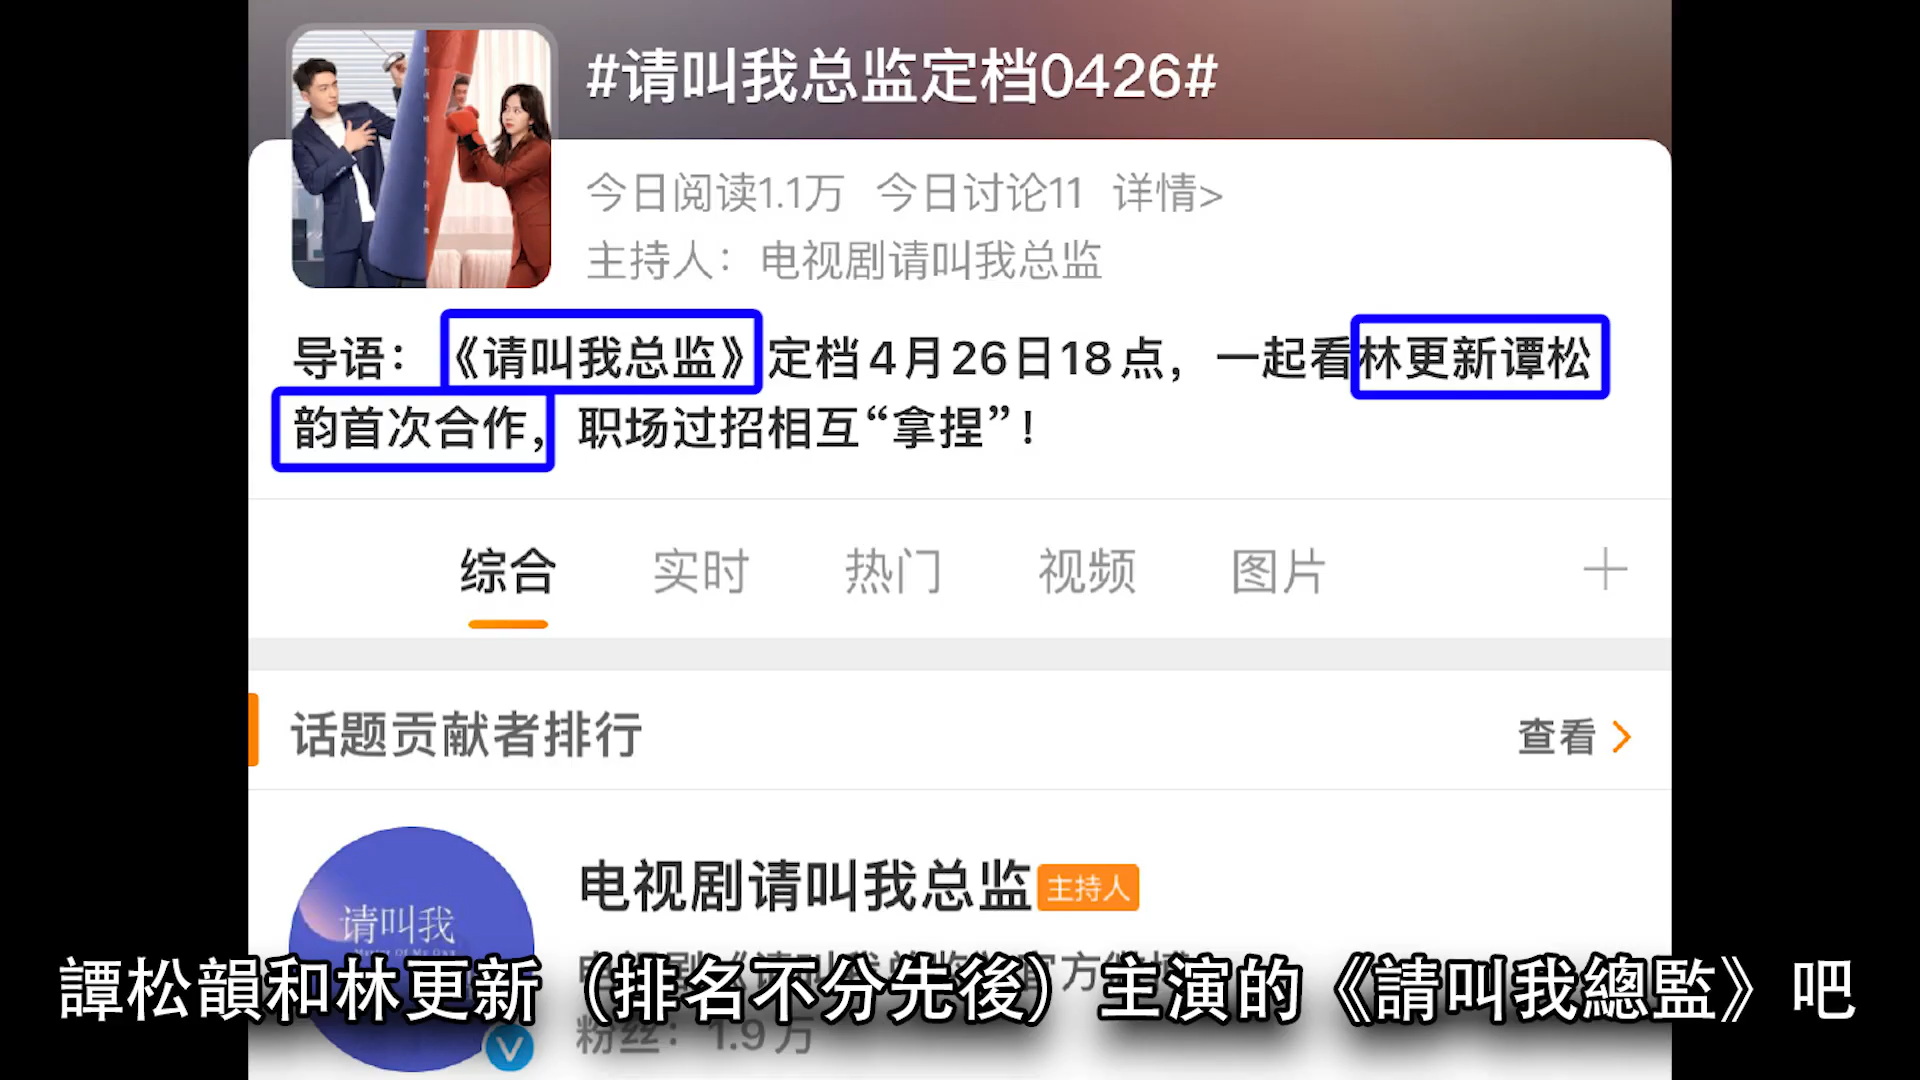 #请叫我总监定档0426#
今日阅读1.1万 今日讨论11 详情>
主持人：电视剧请叫我总监
导语：《请叫我总监》定档4月26日18点，一起看林更新谭松
韵首次合作，职场过招相互“拿捏”！
综合 实时 热门 视频 图片 +
话题贡献者排行 查看 >
电视剧请叫我总监 主持人
请叫我
粉丝：1.9万
譚松韻和林更新（排名不分先後）主演的《請叫我總監》吧